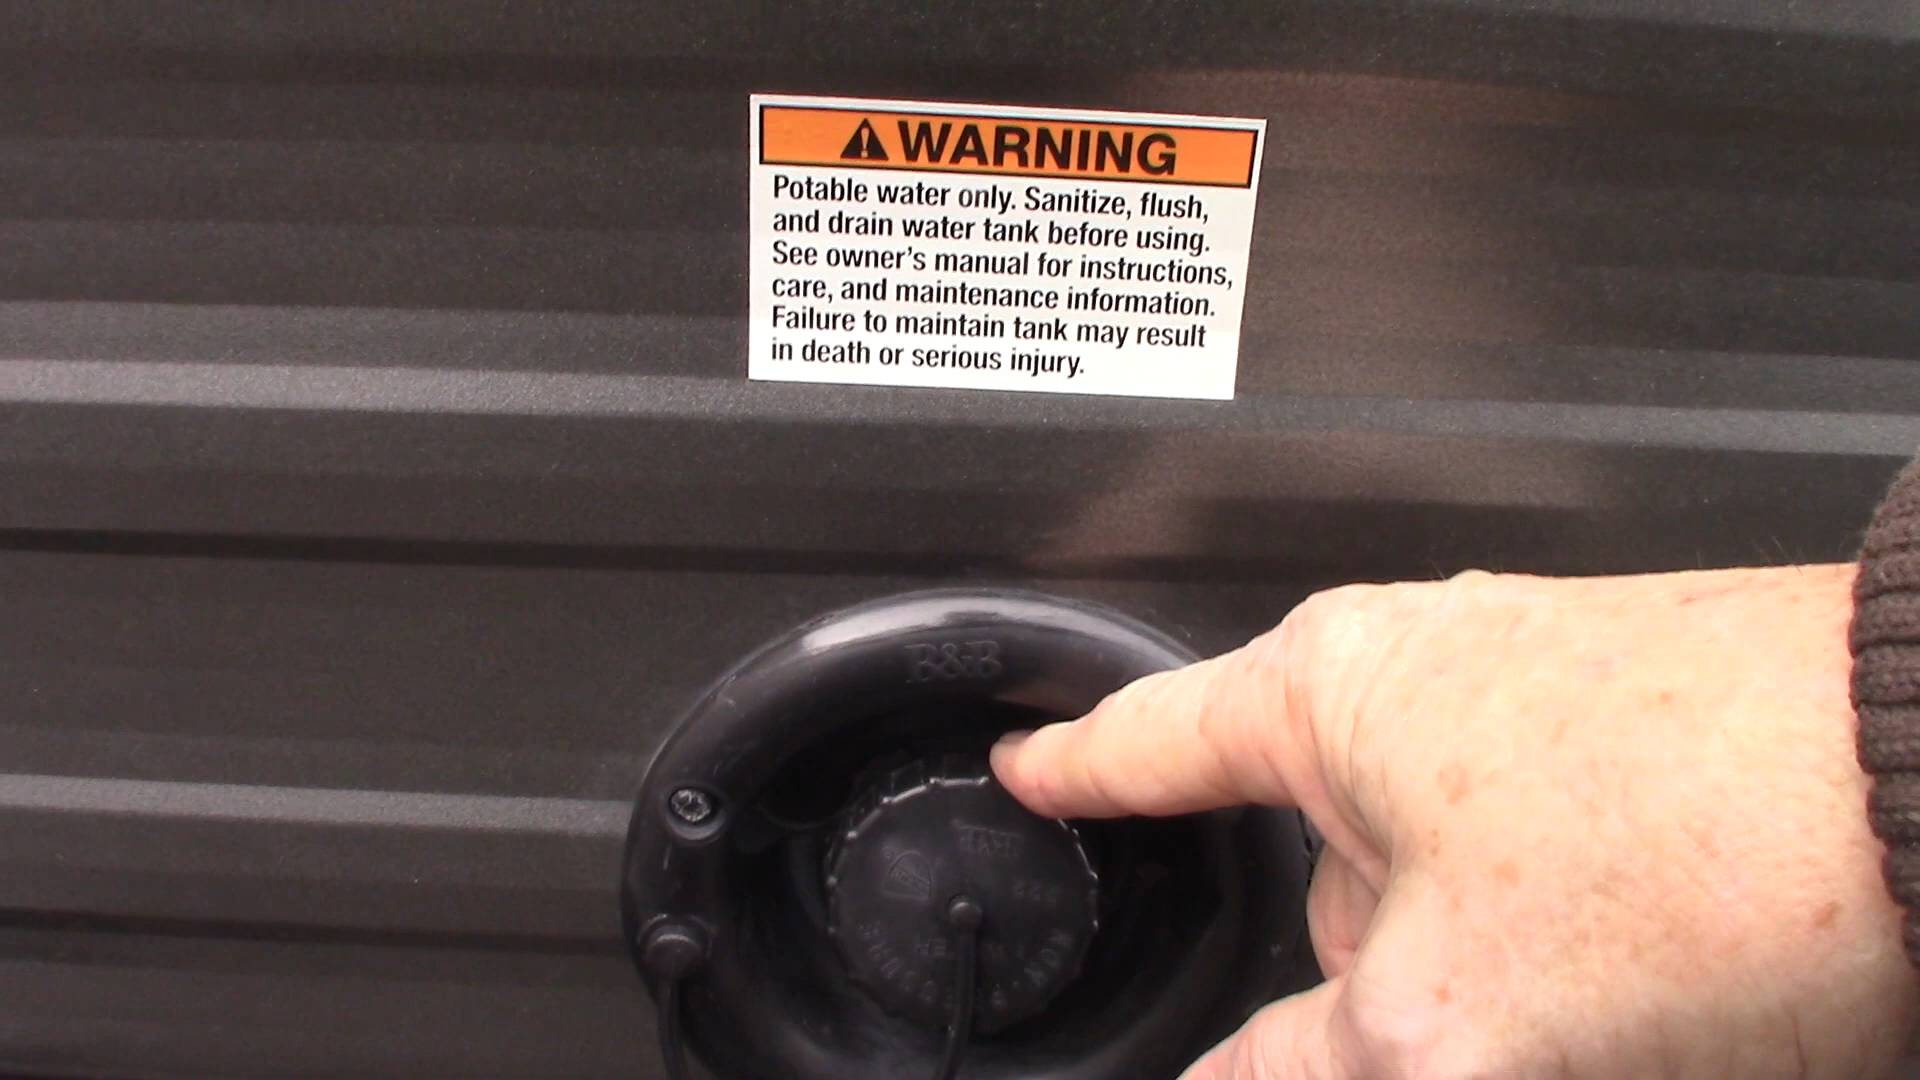 WARNING
Potable water only. Sanitize, flush,
and drain water tank before using.
See owner's manual for instructions,
care, and maintenance information.
Failure to maintain tank may result
in death or serious injury.
B&B